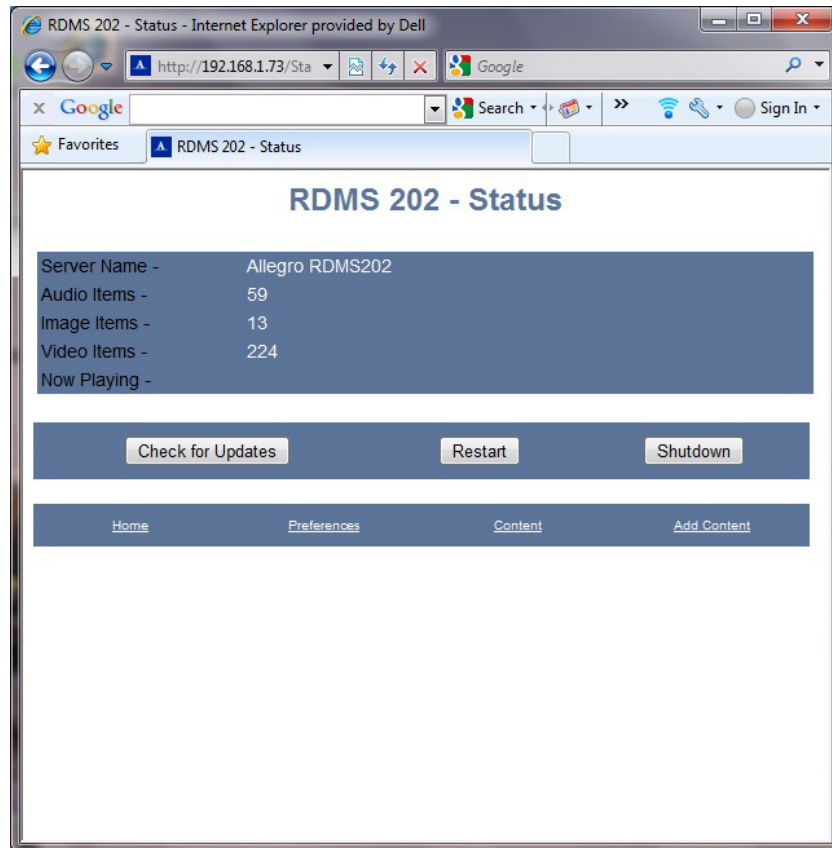 RDMS 202 - Status - Internet Explorer provided by Dell
A http://192.168.1.73/Sta Google
x Google Search >> Sign In
Favorites A RDMS 202 - Status
RDMS 202 - Status
Server Name - Allegro RDMS202
Audio Items - 59
Image Items - 13
Video Items - 224
Now Playing -
Check for Updates Restart Shutdown
Home Preferences Content Add Content